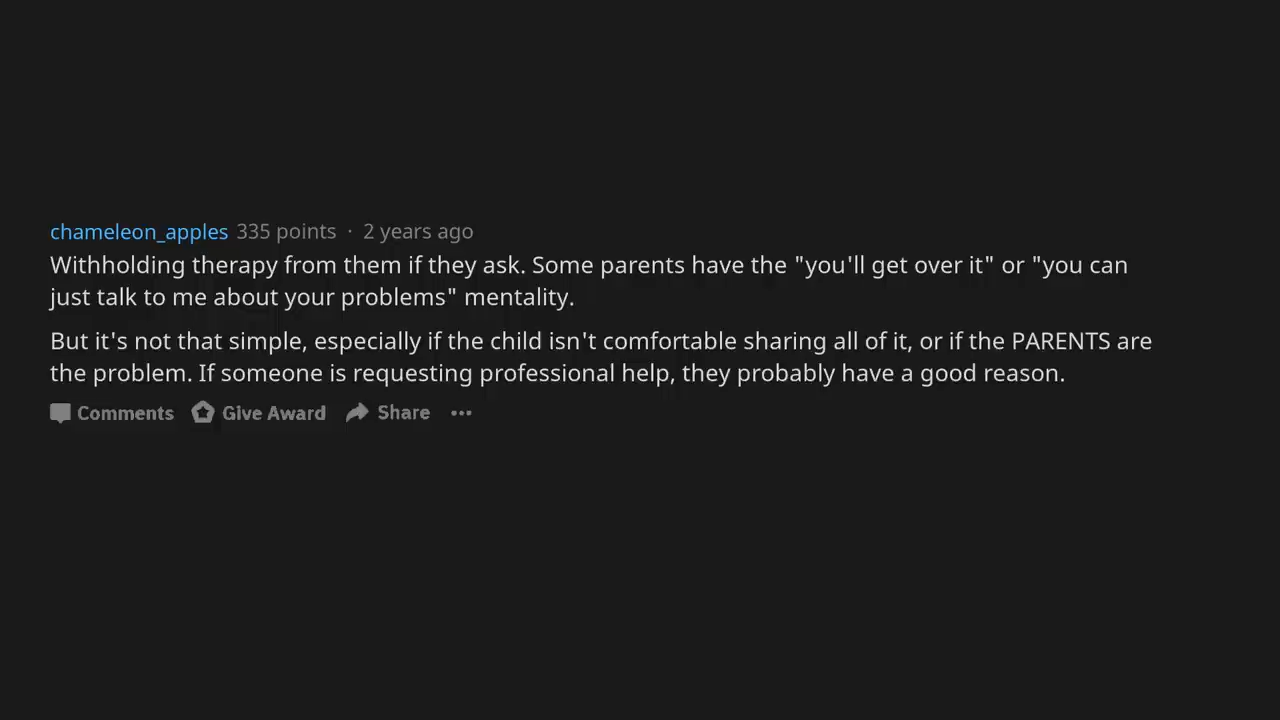 chameleon_apples 335 points · 2 years ago
Withholding therapy from them if they ask. Some parents have the "you'll get over it" or "you can
just talk to me about your problems" mentality.
But it's not that simple, especially if the child isn't comfortable sharing all of it, or if the PARENTS are
the problem. If someone is requesting professional help, they probably have a good reason.
Comments Give Award Share ···